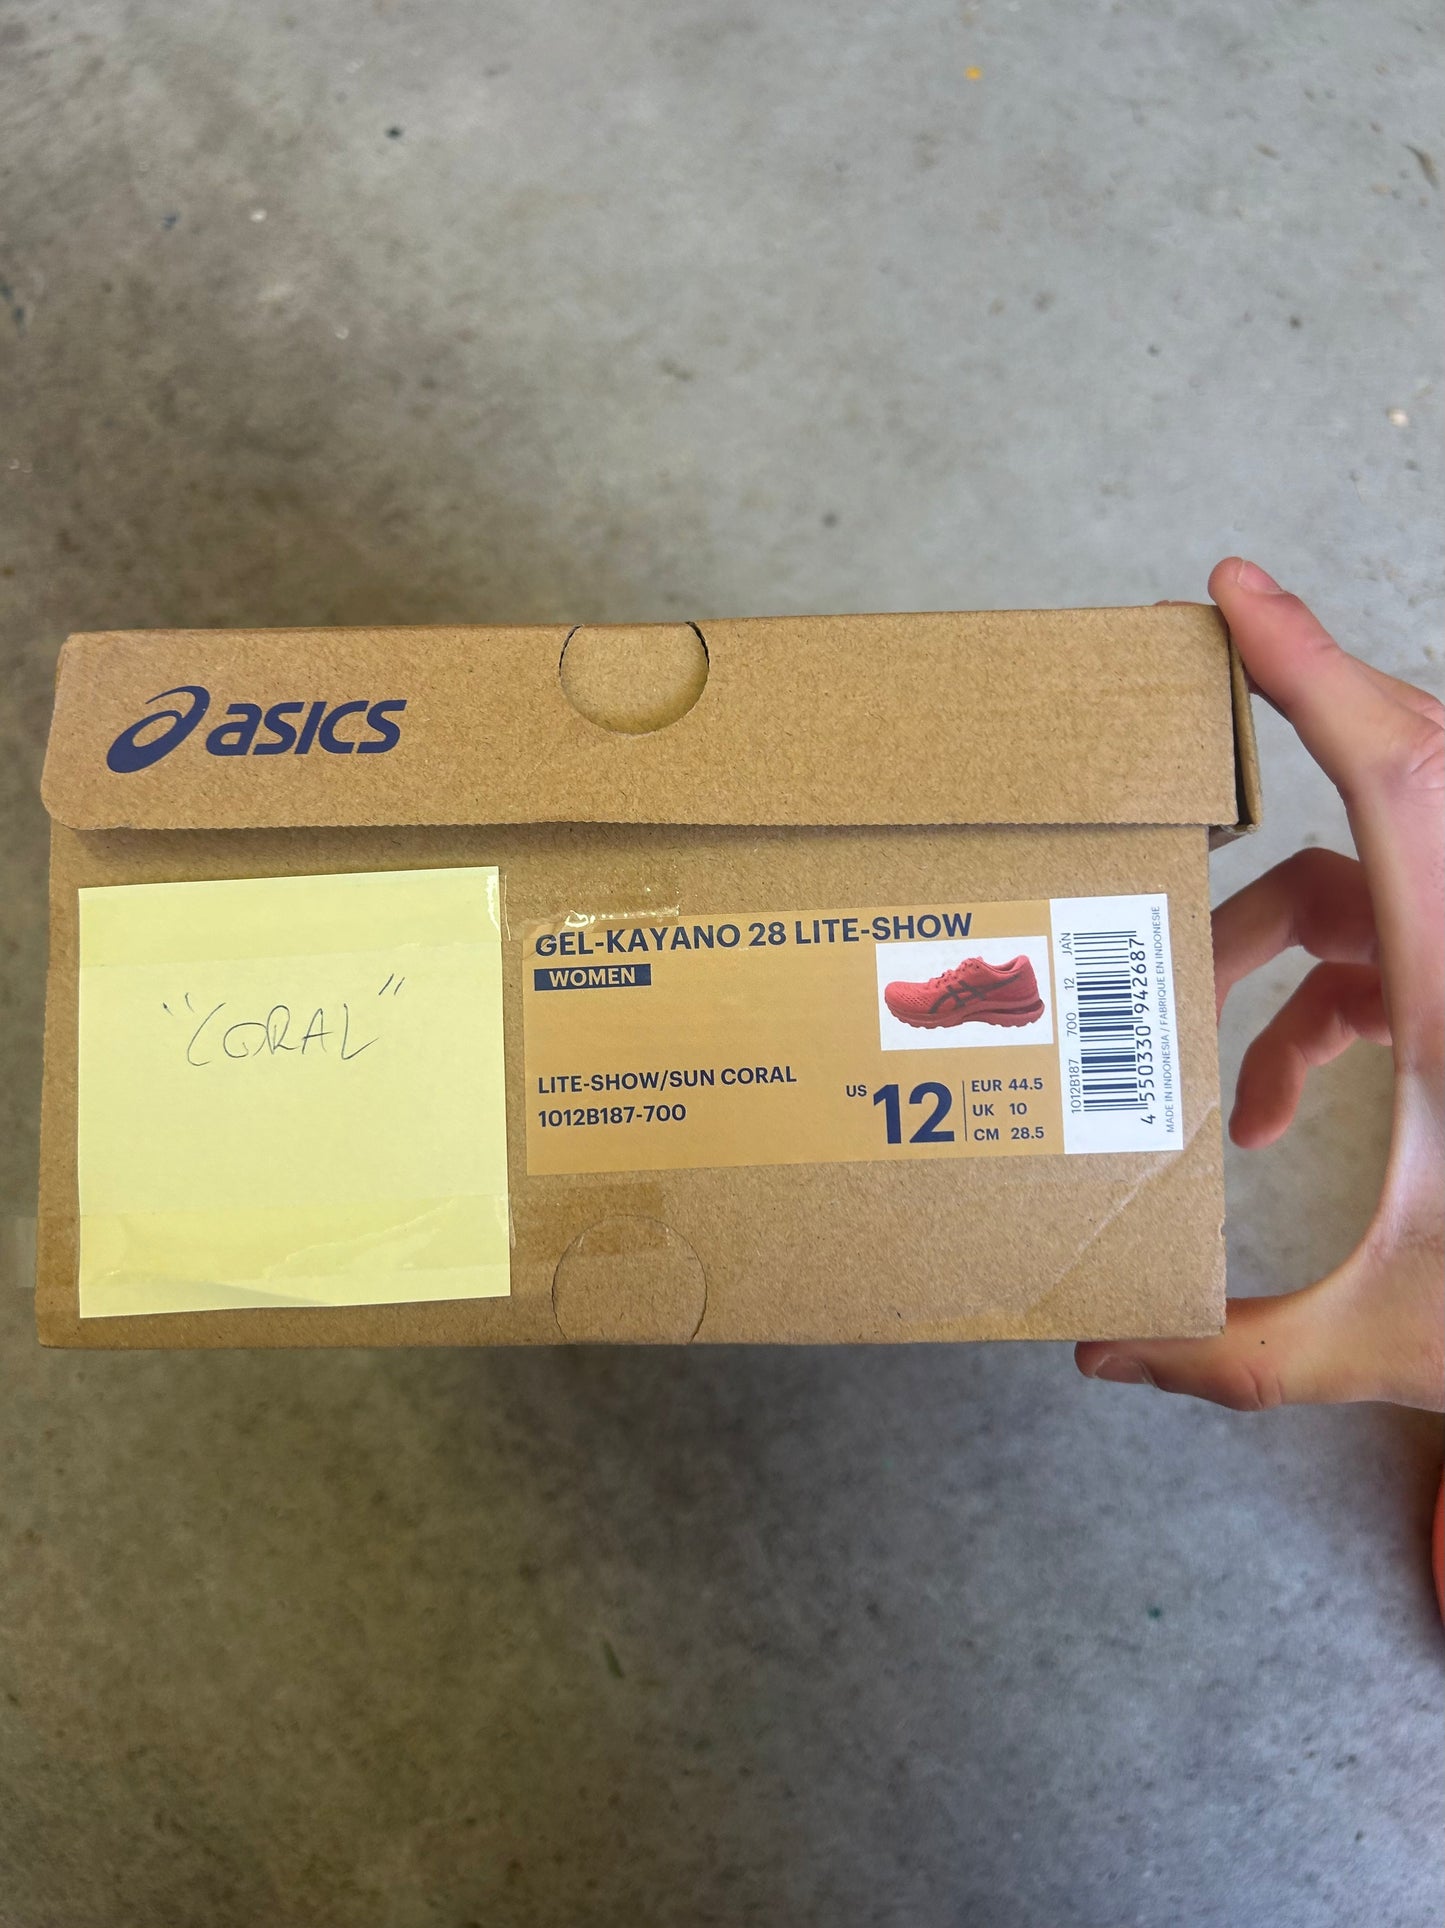 asics
"CORAL"
GEL-KAYANO 28 LITE-SHOW
WOMEN
LITE-SHOW/SUN CORAL
1012B187-700
US 12
EUR 44.5
UK 10
CM 28.5
1012B187 700 12 JA'N
4 550330 942687
MADE IN INDONESIA / FABRIQUE EN INDONESIE